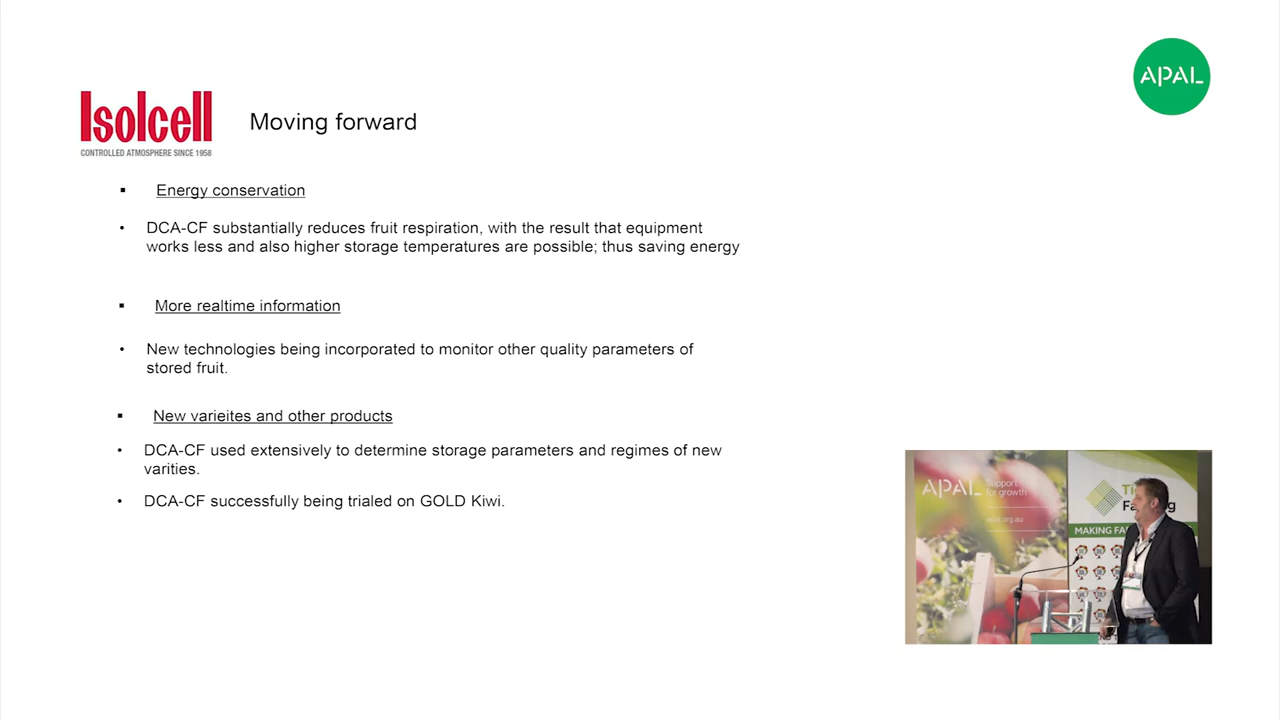 APAL
Isolcell
CONTROLLED ATMOSPHERE SINCE 1958
Moving forward
▪ Energy conservation
• DCA-CF substantially reduces fruit respiration, with the result that equipment
works less and also higher storage temperatures are possible; thus saving energy
▪ More realtime information
• New technologies being incorporated to monitor other quality parameters of
stored fruit.
▪ New varieites and other products
• DCA-CF used extensively to determine storage parameters and regimes of new
varities.
• DCA-CF successfully being trialed on GOLD Kiwi.
APAL
Support
for growth
apal.org.au
MAKING